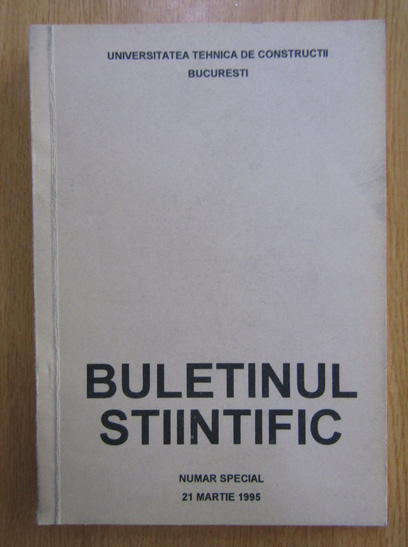 UNIVERSITATEA TEHNICA DE CONSTRUCTII
BUCURESTI
BULETINUL
STIINTIFIC
NUMAR SPECIAL
21 MARTIE 1995